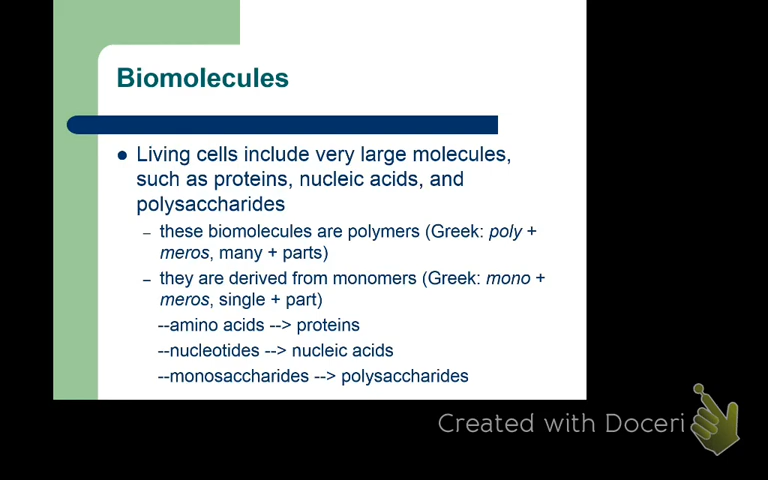 Biomolecules
● Living cells include very large molecules,
such as proteins, nucleic acids, and
polysaccharides
– these biomolecules are polymers (Greek: poly +
meros, many + parts)
– they are derived from monomers (Greek: mono +
meros, single + part)
--amino acids --> proteins
--nucleotides --> nucleic acids
--monosaccharides --> polysaccharides
Created with Doceri